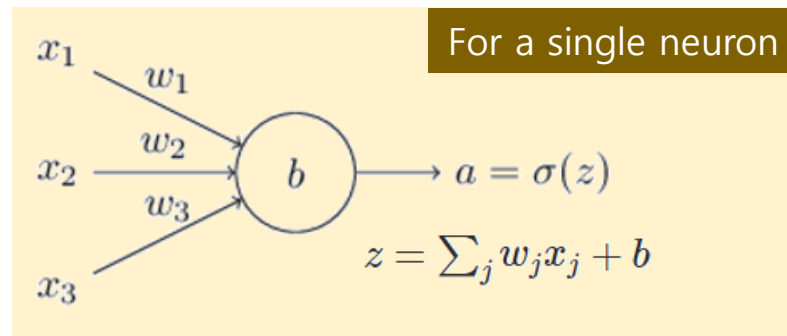 For a single neuron
x₁
w₁
x₂
w₂
w₃
x₃
b
a = σ(z)
z = ∑ⱼ wⱼxⱼ + b